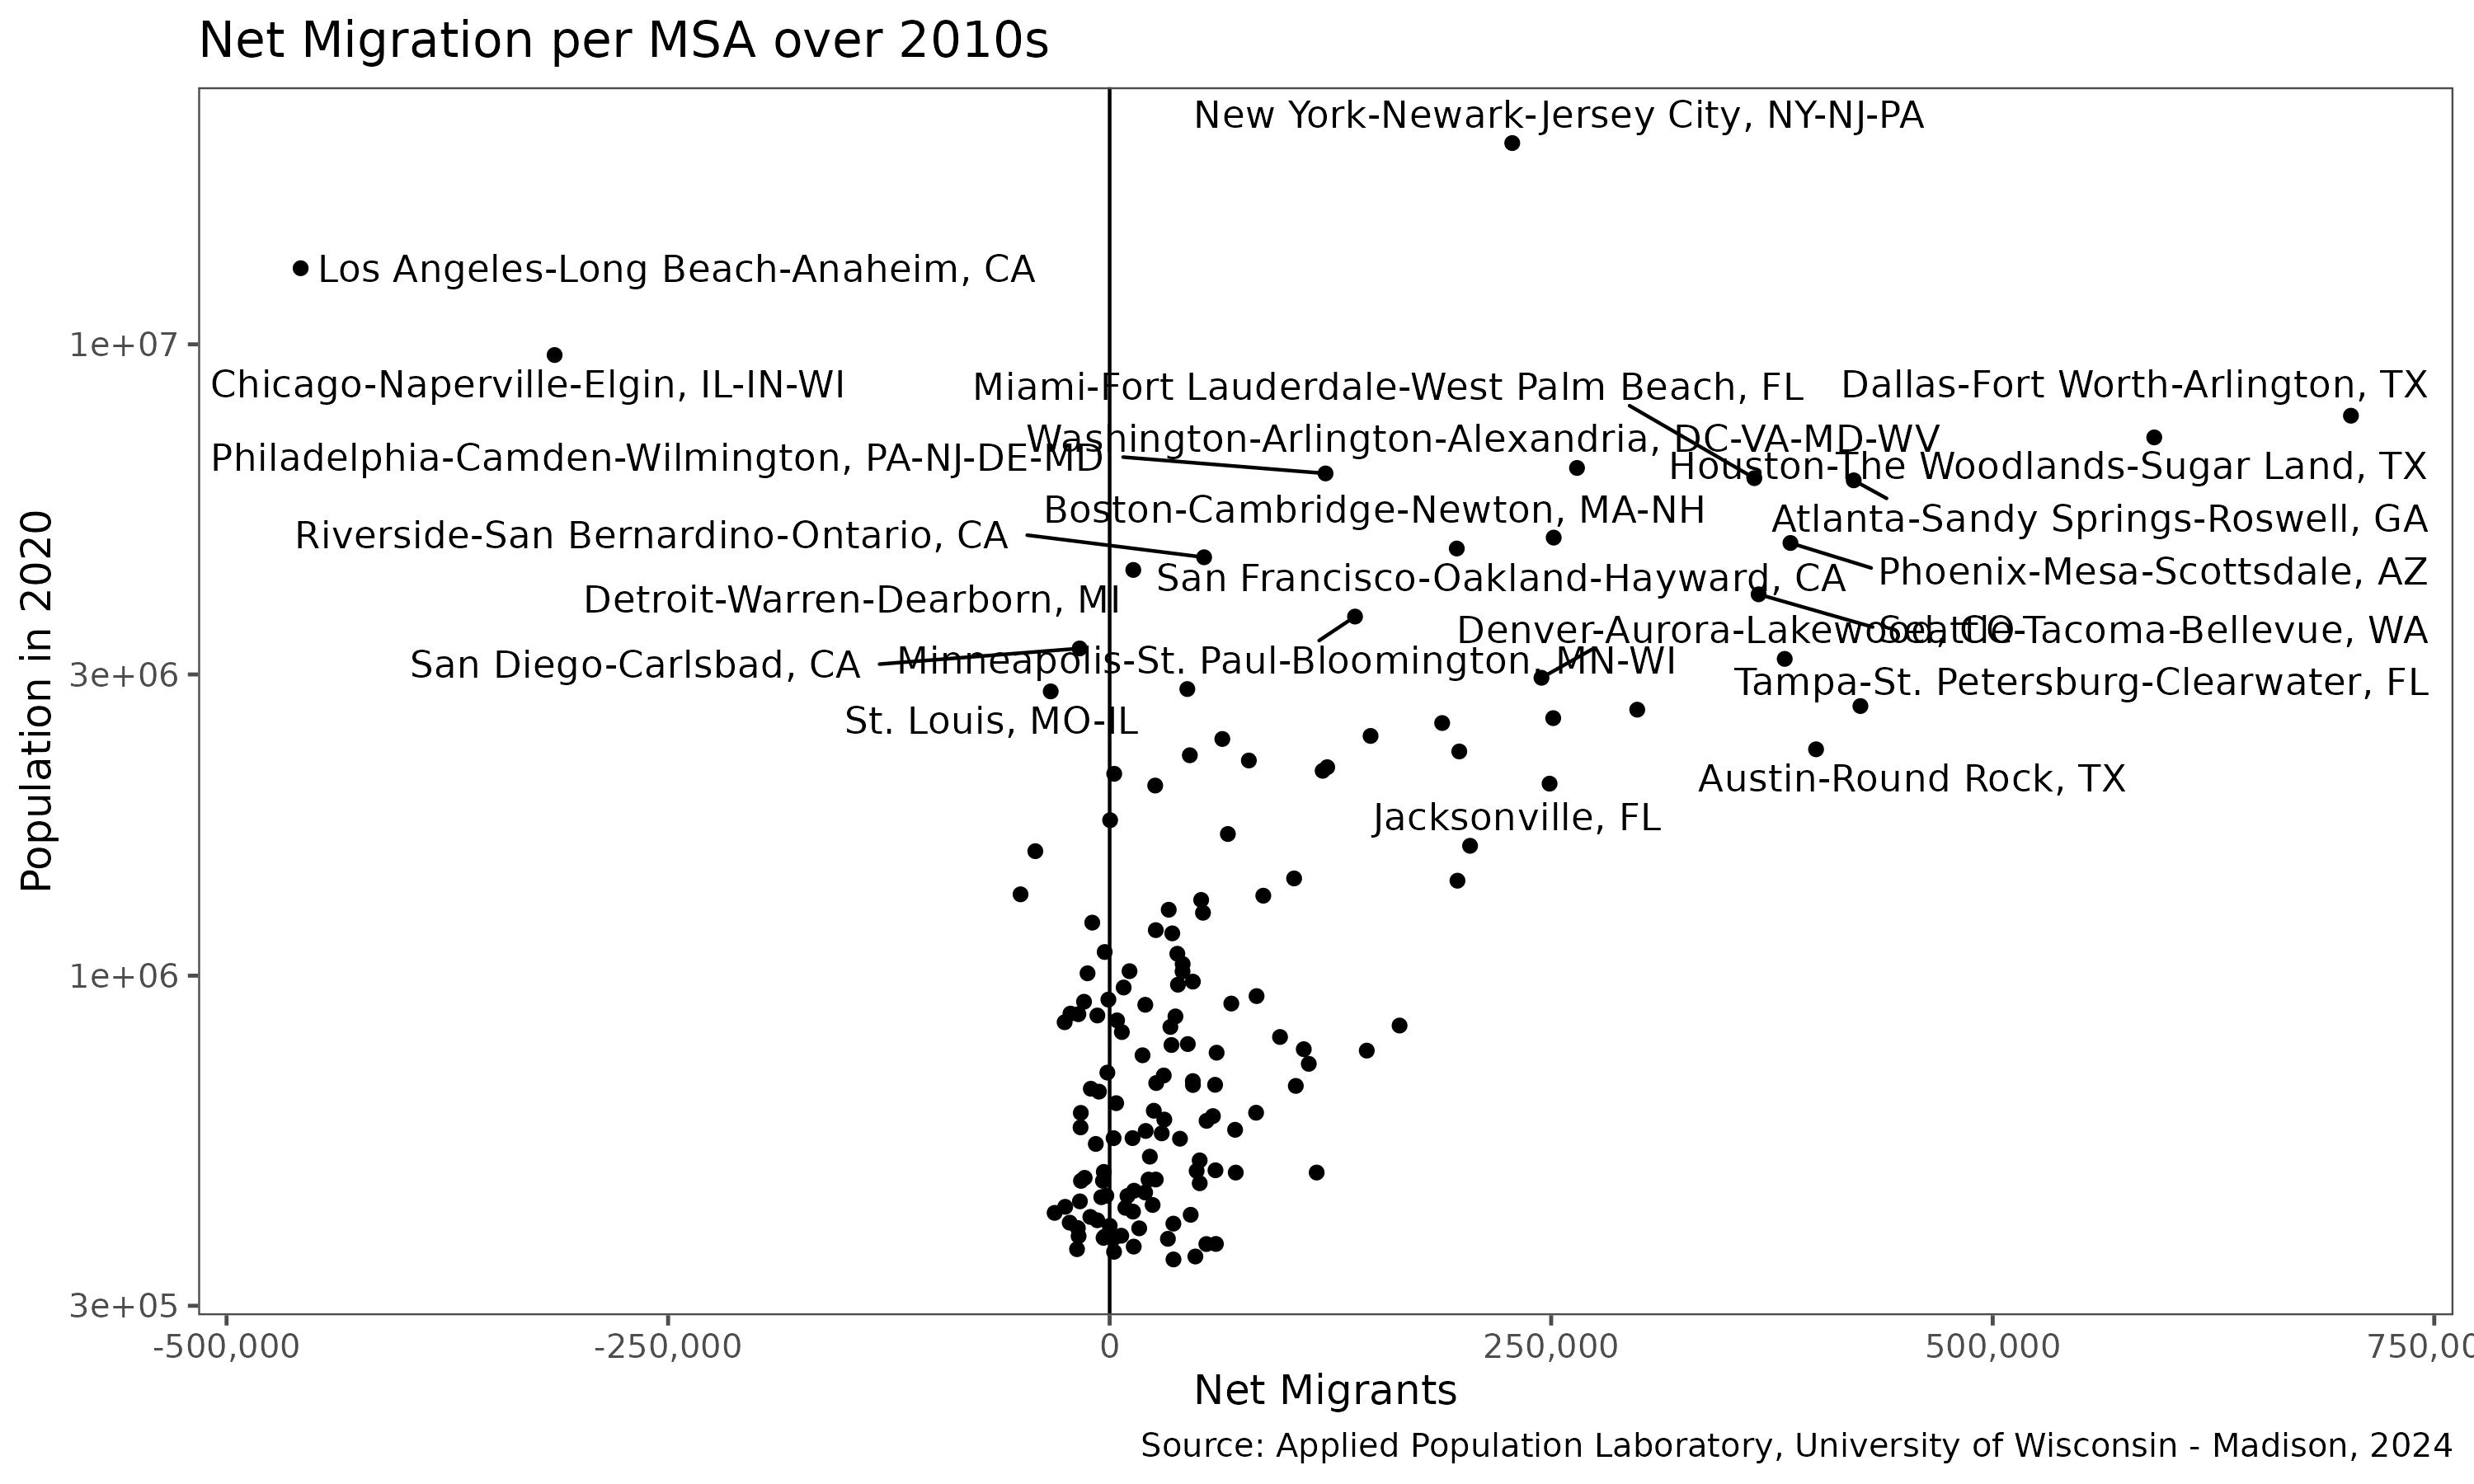 Net Migration per MSA over 2010s
New York-Newark-Jersey City, NY-NJ-PA
Los Angeles-Long Beach-Anaheim, CA
1e+07
Chicago-Naperville-Elgin, IL-IN-WI
Miami-Fort Lauderdale-West Palm Beach, FL
Dallas-Fort Worth-Arlington, TX
Washington-Arlington-Alexandria, DC-VA-MD-WV
Philadelphia-Camden-Wilmington, PA-NJ-DE-MD
Houston-The Woodlands-Sugar Land, TX
Boston-Cambridge-Newton, MA-NH
Atlanta-Sandy Springs-Roswell, GA
Riverside-San Bernardino-Ontario, CA
San Francisco-Oakland-Hayward, CA
Phoenix-Mesa-Scottsdale, AZ
Detroit-Warren-Dearborn, MI
Denver-Aurora-Lakewood, CO
Seattle-Tacoma-Bellevue, WA
San Diego-Carlsbad, CA
Minneapolis-St. Paul-Bloomington, MN-WI
3e+06
Tampa-St. Petersburg-Clearwater, FL
St. Louis, MO-IL
Austin-Round Rock, TX
Jacksonville, FL
Population in 2020
1e+06
3e+05
-500,000
-250,000
0
250,000
500,000
750,0
Net Migrants
Source: Applied Population Laboratory, University of Wisconsin - Madison, 2024